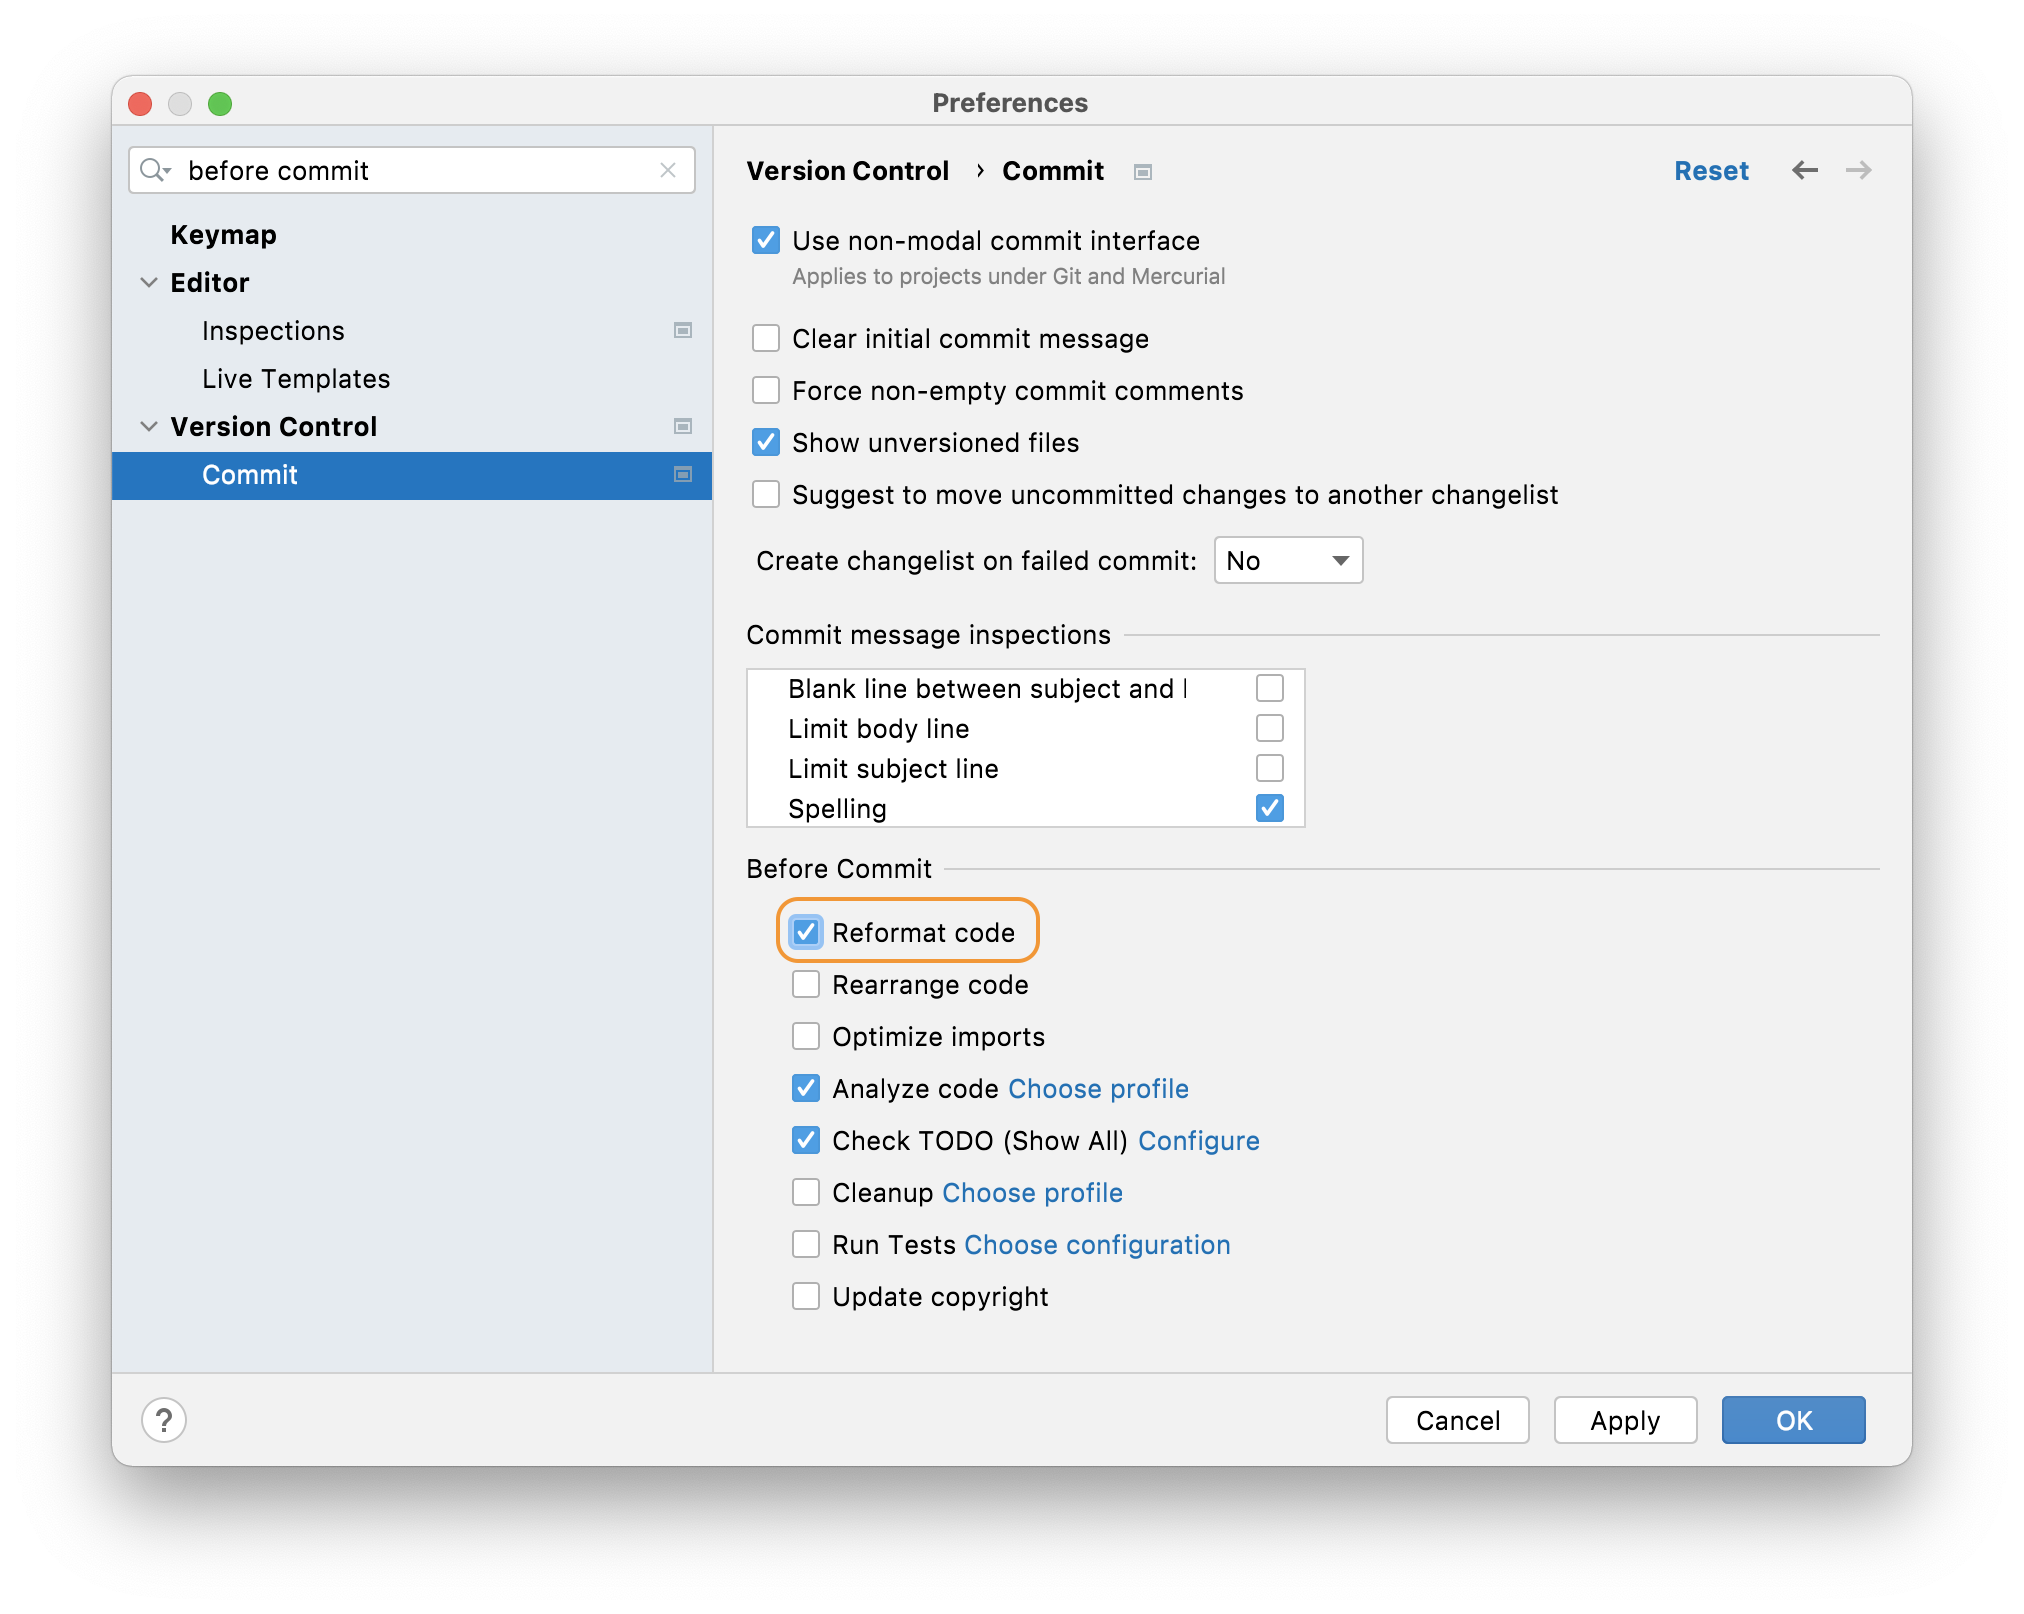 Preferences
before commit
Keymap
Editor
Inspections
Live Templates
Version Control
Commit
Version Control › Commit
Reset
Use non-modal commit interface
Applies to projects under Git and Mercurial
Clear initial commit message
Force non-empty commit comments
Show unversioned files
Suggest to move uncommitted changes to another changelist
Create changelist on failed commit: No
Commit message inspections
Blank line between subject and
Limit body line
Limit subject line
Spelling
Before Commit
Reformat code
Rearrange code
Optimize imports
Analyze code Choose profile
Check TODO (Show All) Configure
Cleanup Choose profile
Run Tests Choose configuration
Update copyright
?
Cancel
Apply
OK